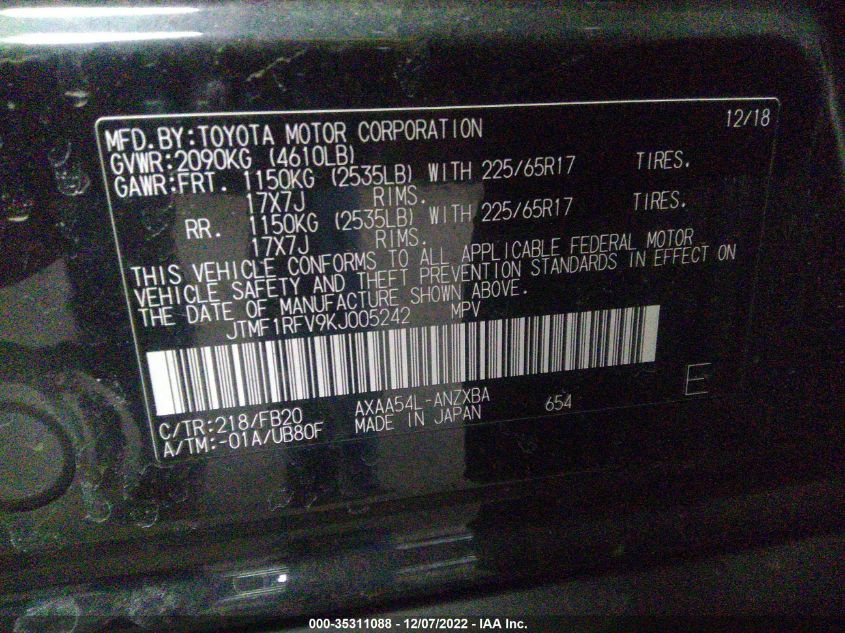 MFD.BY:TOYOTA MOTOR CORPORATION 12/18
GVWR:2090KG (4610LB)
GAWR:FRT. 1150KG (2535LB) WITH 225/65R17 TIRES.
17X7J RIMS.
RR. 1150KG (2535LB) WITH 225/65R17 TIRES.
17X7J RIMS.
THIS VEHICLE CONFORMS TO ALL APPLICABLE FEDERAL MOTOR
VEHICLE SAFETY AND THEFT PREVENTION STANDARDS IN EFFECT ON
THE DATE OF MANUFACTURE SHOWN ABOVE.
JTMF1RFV9KJ005242 MPV
C/TR:218/FB20 AXAA54L-ANZXBA 654 E
A/TM:-01A/UB80F MADE IN JAPAN
000-35311088 - 12/07/2022 - IAA Inc.